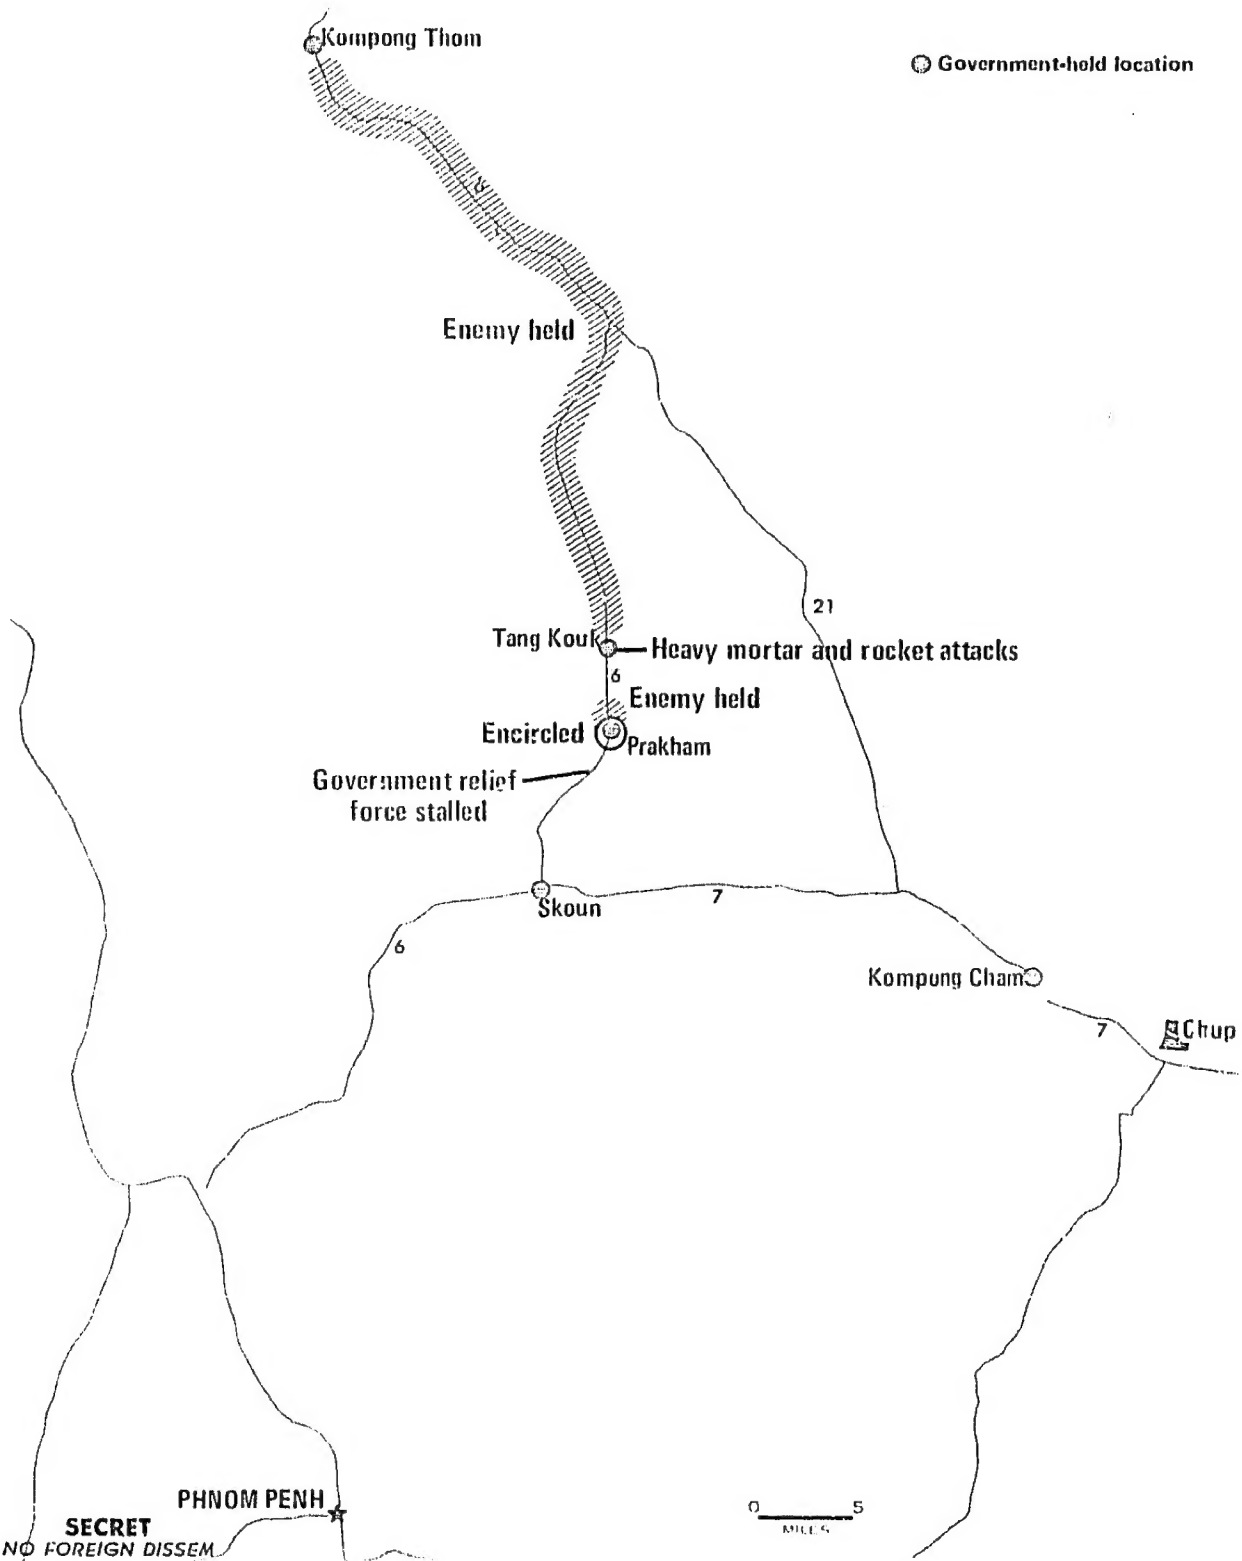 Kompong Thom
Government-held location
6
Enemy held
21
Tang Kouk
Heavy mortar and rocket attacks
6
Enemy held
Encircled
Prakham
Government relief
force stalled
7
Skoun
6
Kompong Cham
7
Chup
PHNOM PENH
0 5
MILES
SECRET
NO FOREIGN DISSEM